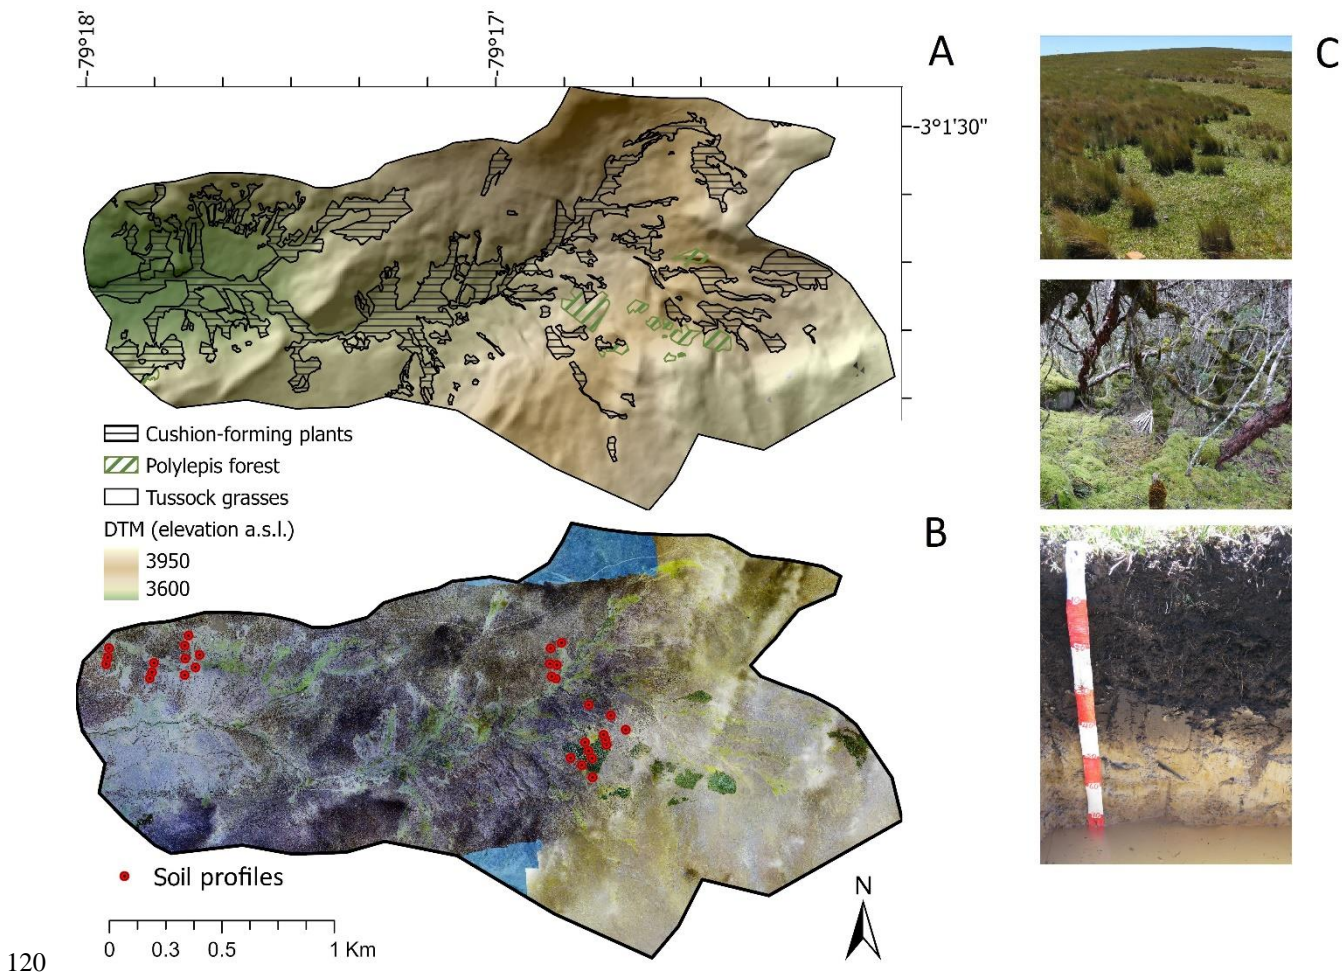 -79°18'
-79°17'
A
C
-3°1'30"
Cushion-forming plants
Polylepis forest
Tussock grasses
DTM (elevation a.s.l.)
3950
3600
B
Soil profiles
N
0 0.3 0.5 1 Km
120